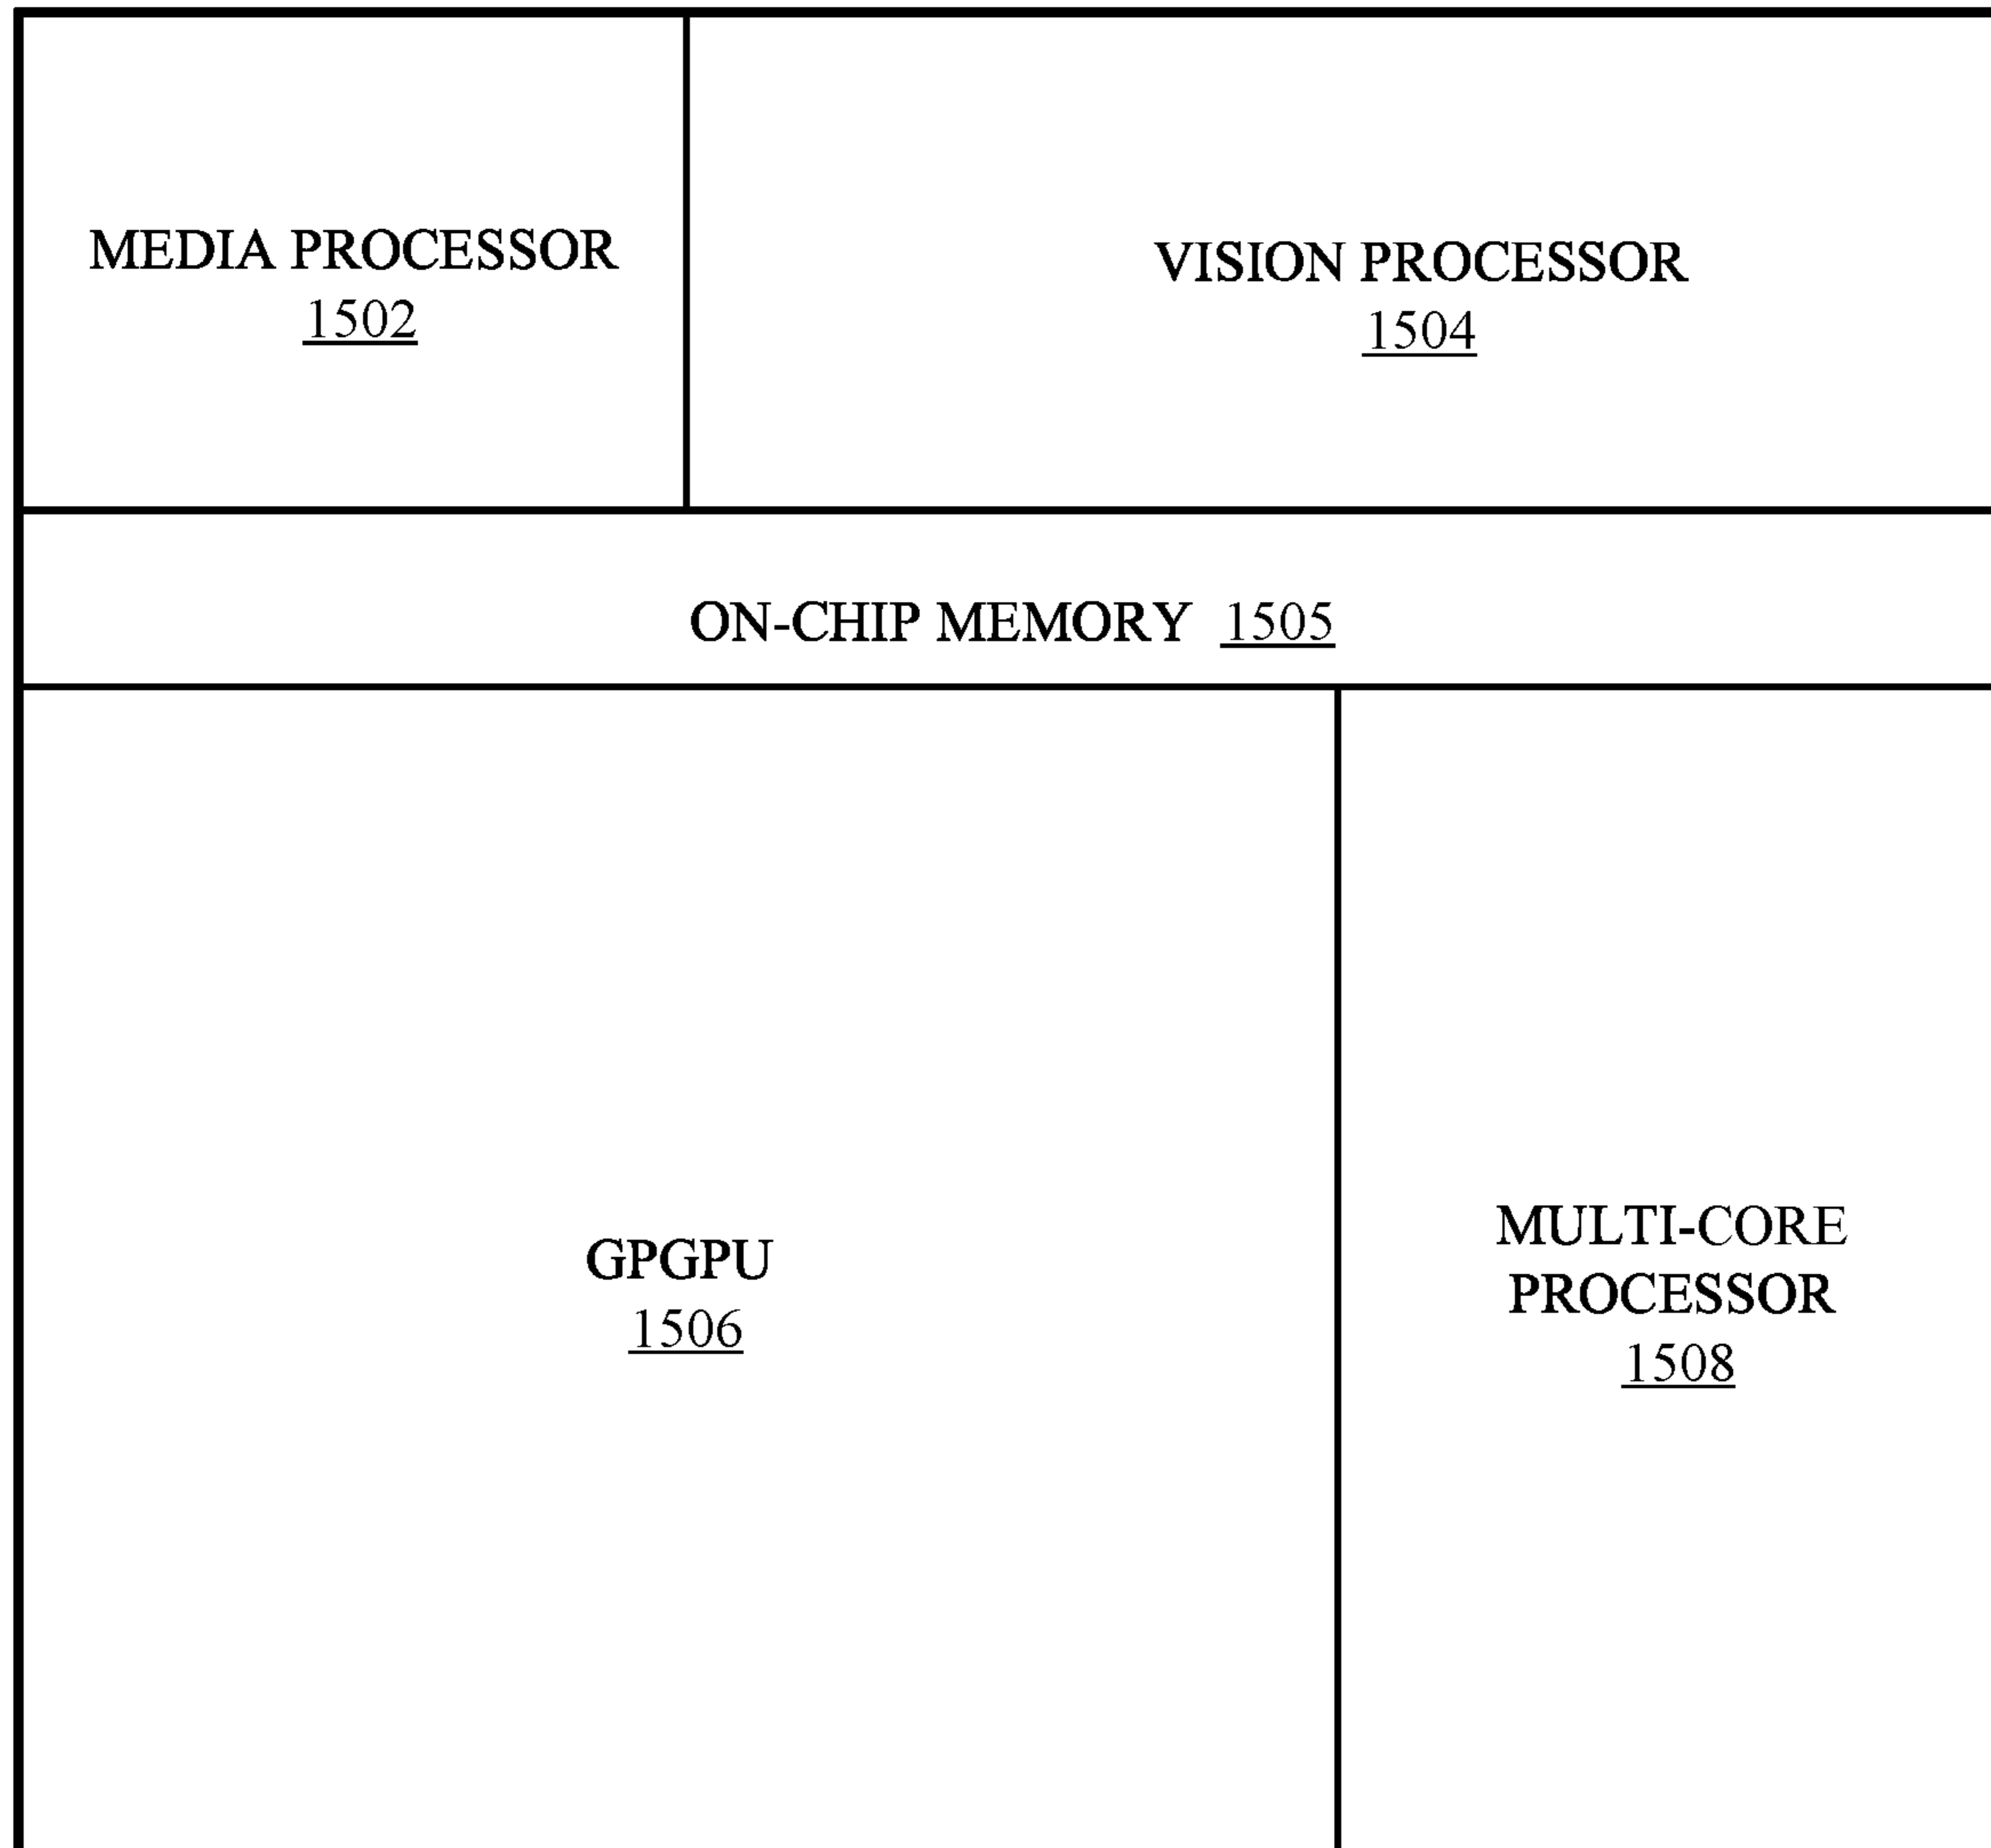 MEDIA PROCESSOR
1502
VISION PROCESSOR
1504
ON-CHIP MEMORY 1505
GPGPU
1506
MULTI-CORE
PROCESSOR
1508